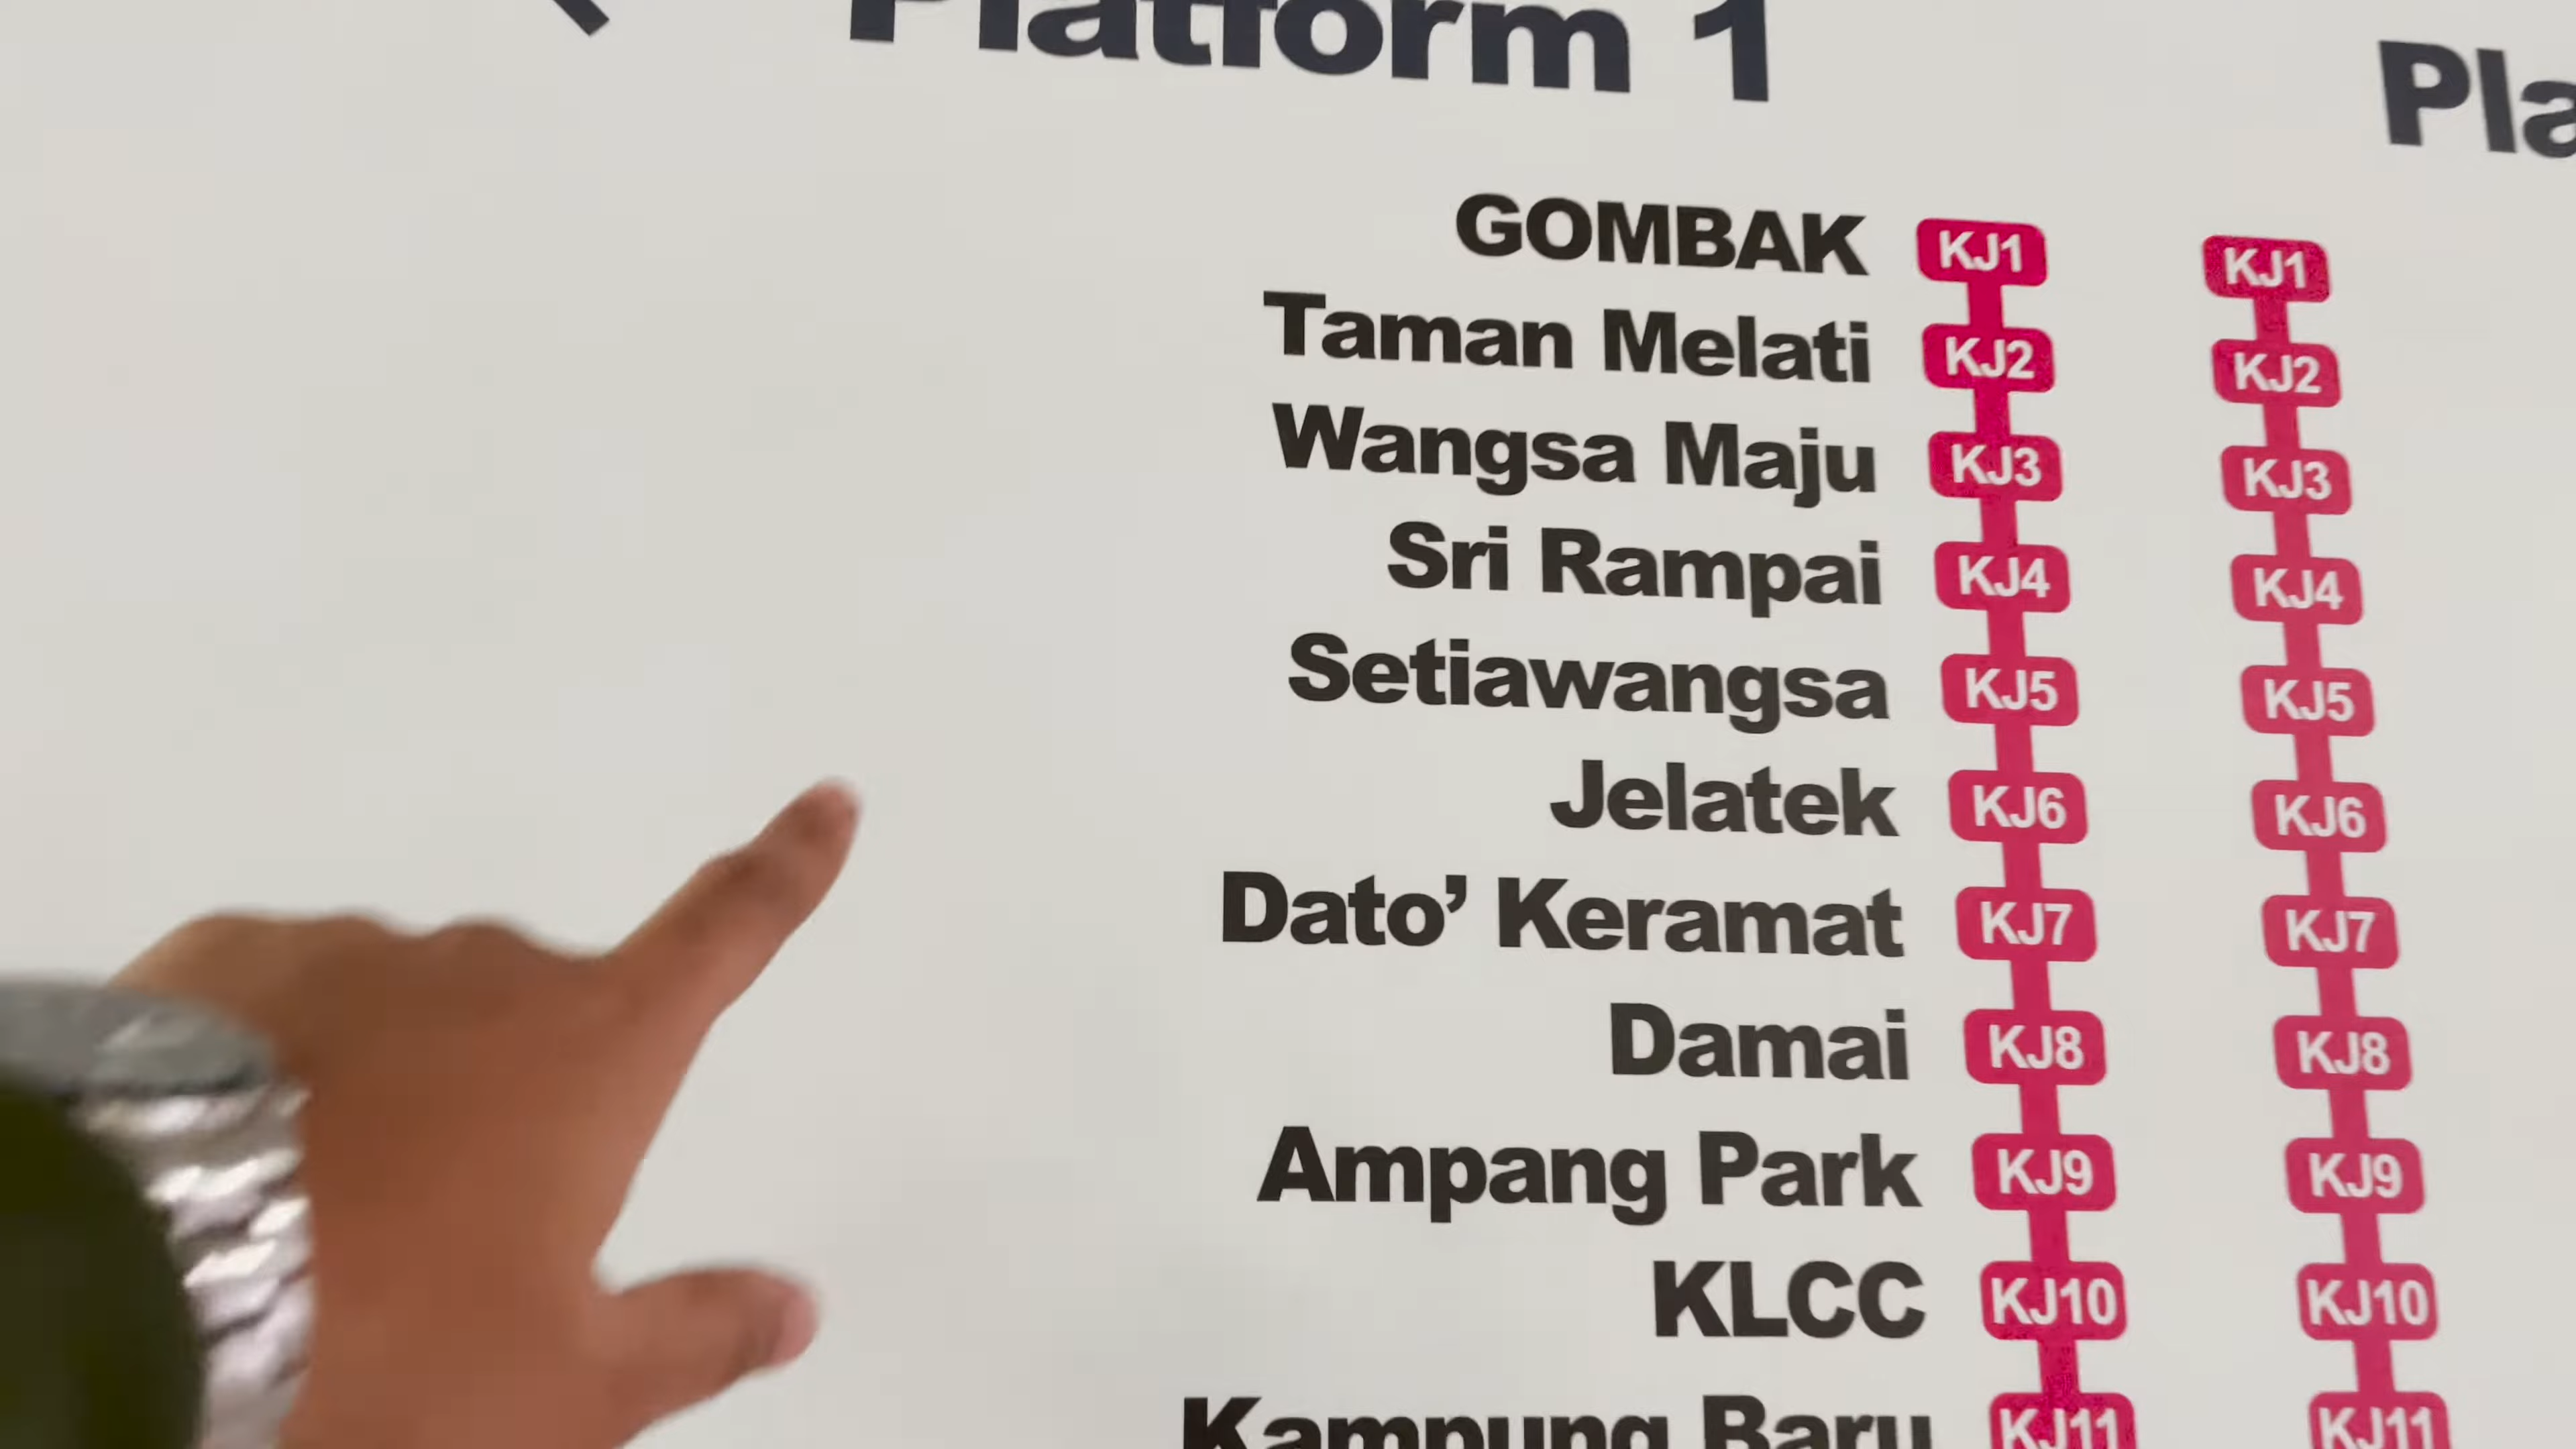 Platform 1
Pla
GOMBAK KJ1 KJ1
Taman Melati KJ2 KJ2
Wangsa Maju KJ3 KJ3
Sri Rampai KJ4 KJ4
Setiawangsa KJ5 KJ5
Jelatek KJ6 KJ6
Dato’ Keramat KJ7 KJ7
Damai KJ8 KJ8
Ampang Park KJ9 KJ9
KLCC KJ10 KJ10
Kampung Baru KJ11 KJ11